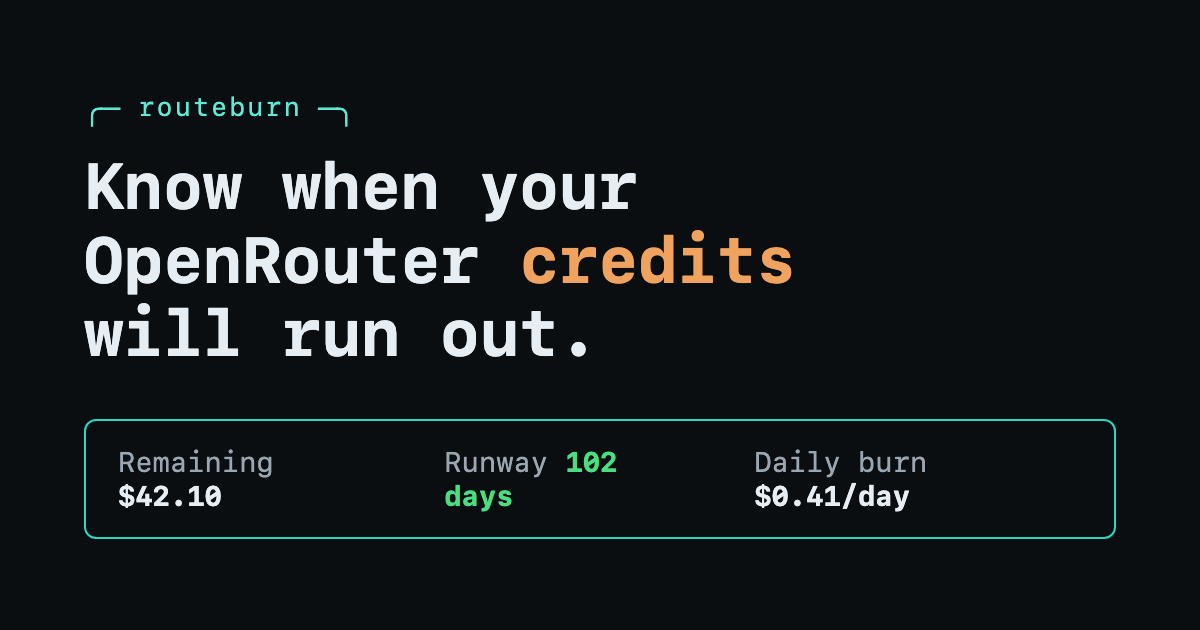 routeburn
Know when your
OpenRouter credits
will run out.
Remaining Runway 102 Daily burn
$42.10 days $0.41/day